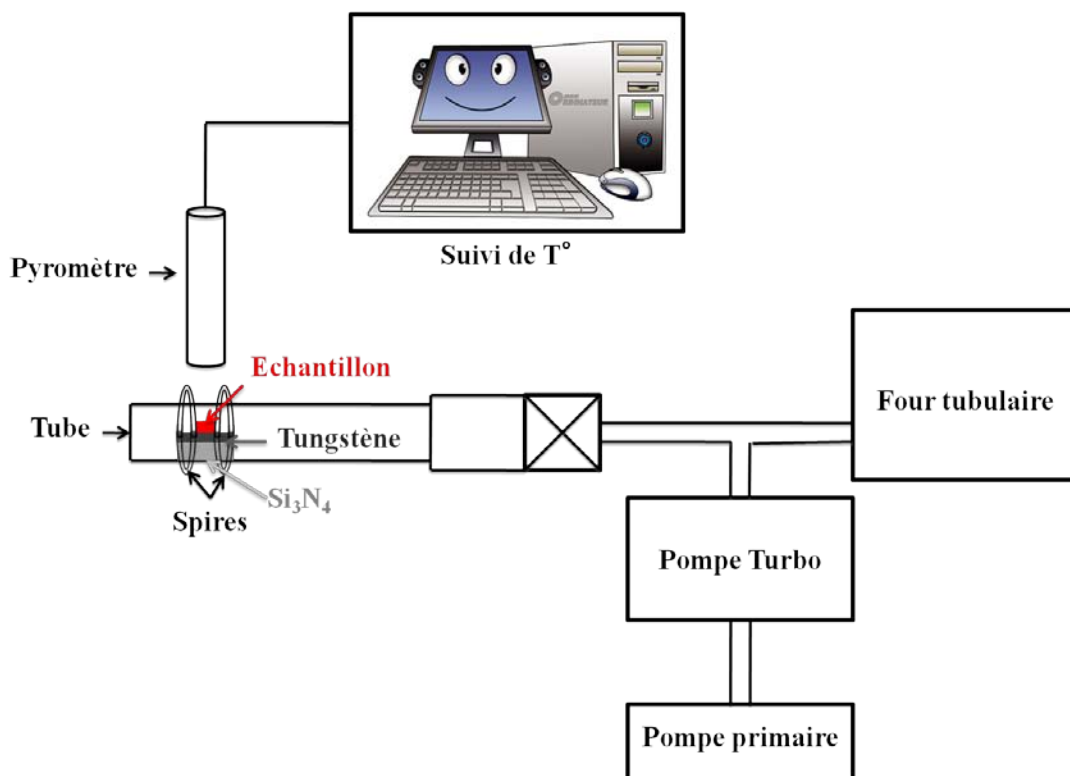 Suivi de T°
Pyromètre
Echantillon
Four tubulaire
Tube
Tungstène
Si₃N₄
Spires
Pompe Turbo
Pompe primaire